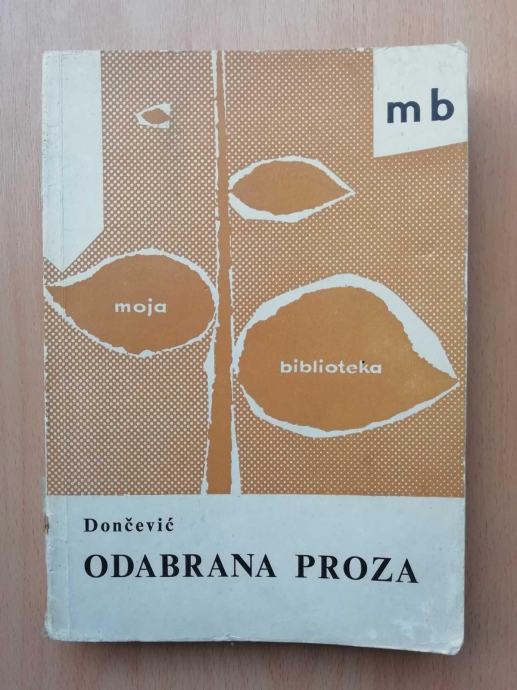 mb
moja
biblioteka
Dončević
ODABRANA PROZA